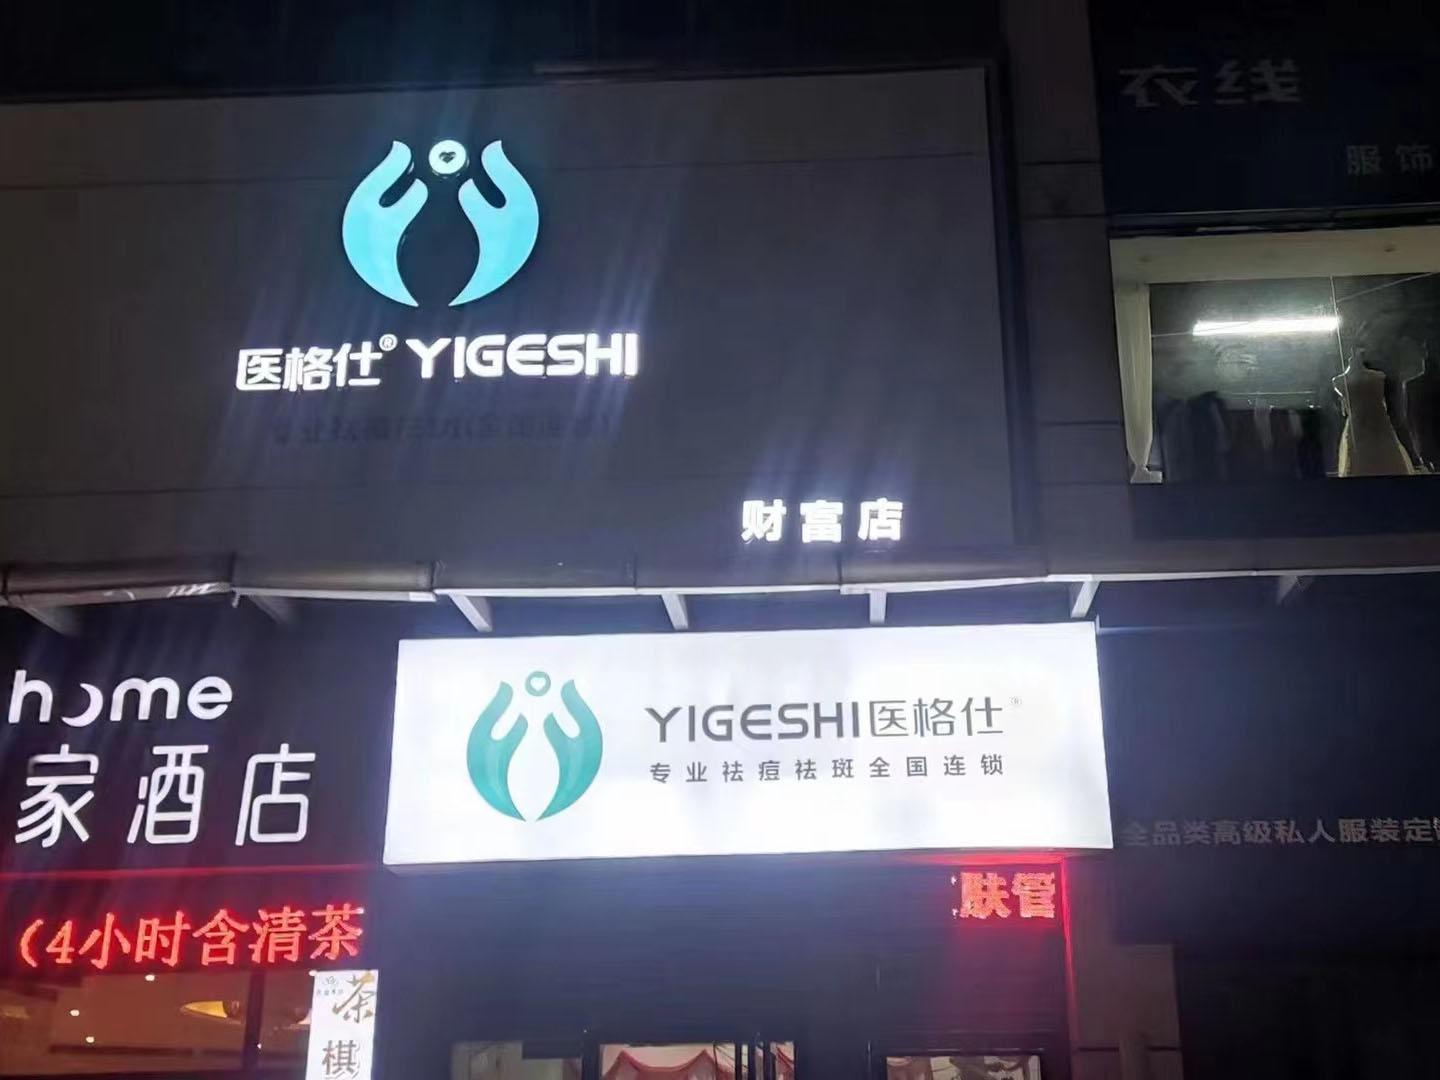 衣线
服饰
医格仕® YIGESHI
财富店
home
家酒店
YIGESHI医格仕®
专业祛痘祛斑全国连锁
全品类高级私人服装定
肤管
(4小时含清茶
茶
棋